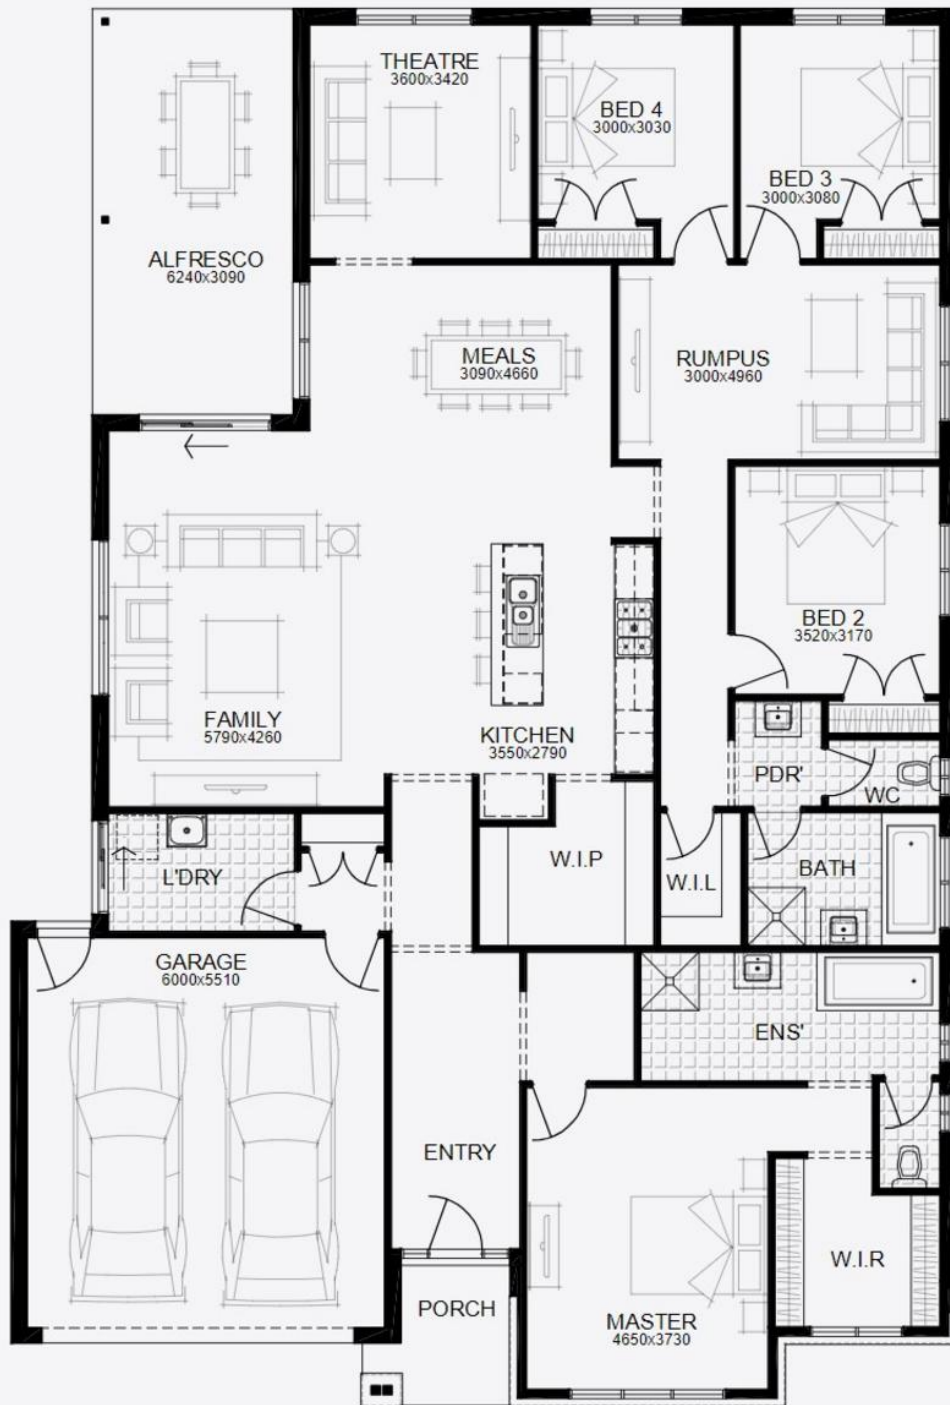 THEATRE
3600x3420
BED 4
3000x3030
BED 3
3000x3080
ALFRESCO
6240x3090
MEALS
3090x4660
RUMPUS
3000x4960
BED 2
3520x3170
FAMILY
5790x4260
KITCHEN
3550x2790
PDR'
WC
L'DRY
W.I.P
W.I.L
BATH
GARAGE
6000x5510
ENS'
ENTRY
W.I.R
PORCH
MASTER
4650x3730